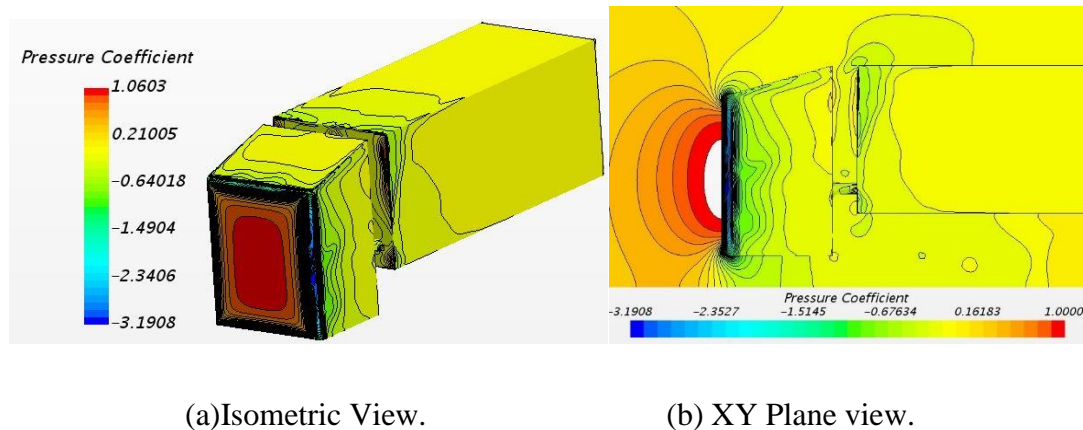 Pressure Coefficient
1.0603
0.21005
-0.64018
-1.4904
-2.3406
-3.1908
Pressure Coefficient
-3.1908 -2.3527 -1.5145 -0.67634 0.16183 1.0000
(a)Isometric View. (b) XY Plane view.